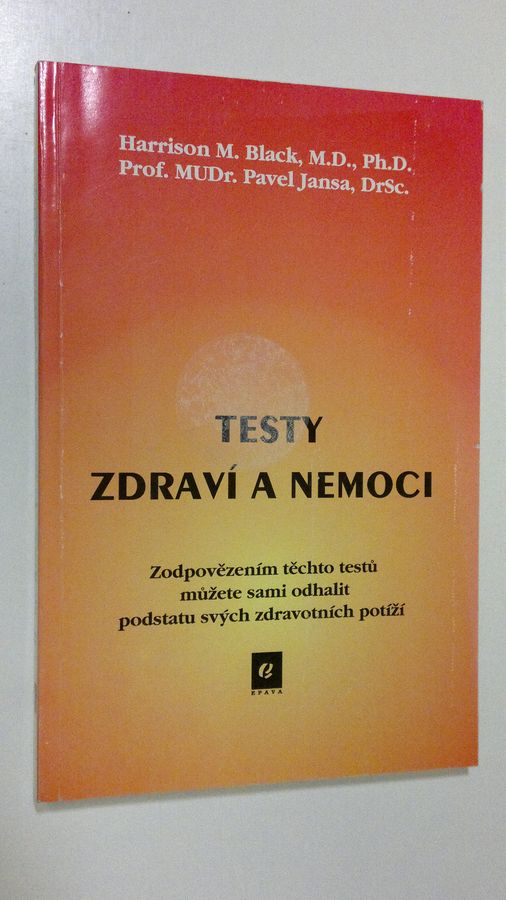 Harrison M. Black, M.D., Ph.D.
Prof. MUDr. Pavel Jansa, DrSc.
TESTY
ZDRAVÍ A NEMOCI
Zodpovězením těchto testů
můžete sami odhalit
podstatu svých zdravotních potíží
e
EPAVA